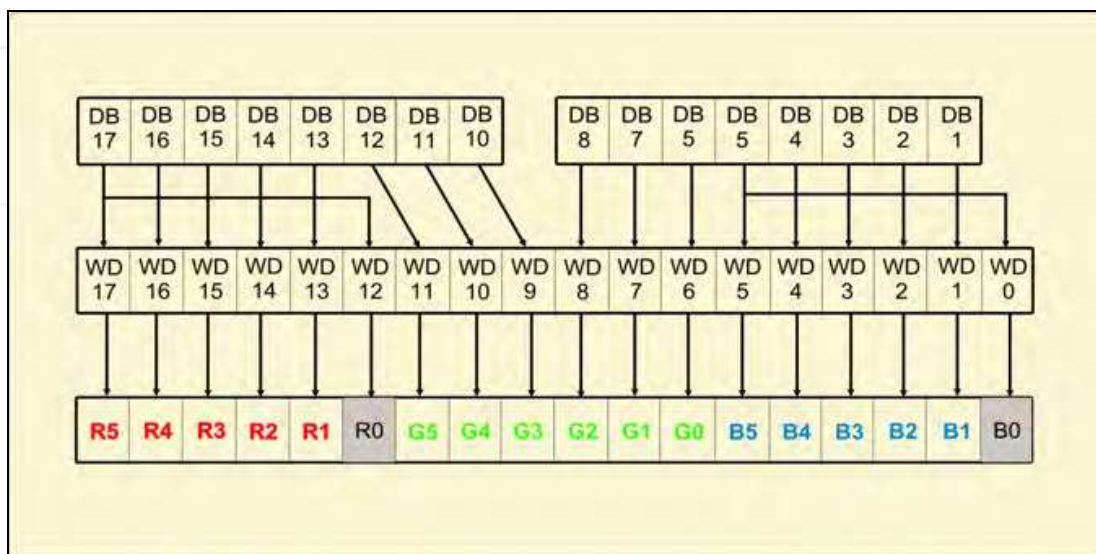 DB DB DB DB DB DB DB DB DB DB DB DB DB DB DB DB
17 16 15 14 13 12 11 10 8 7 5 5 4 3 2 1
WD WD WD WD WD WD WD WD WD WD WD WD WD WD WD WD WD WD
17 16 15 14 13 12 11 10 9 8 7 6 5 4 3 2 1 0
R5 R4 R3 R2 R1 R0 G5 G4 G3 G2 G1 G0 B5 B4 B3 B2 B1 B0